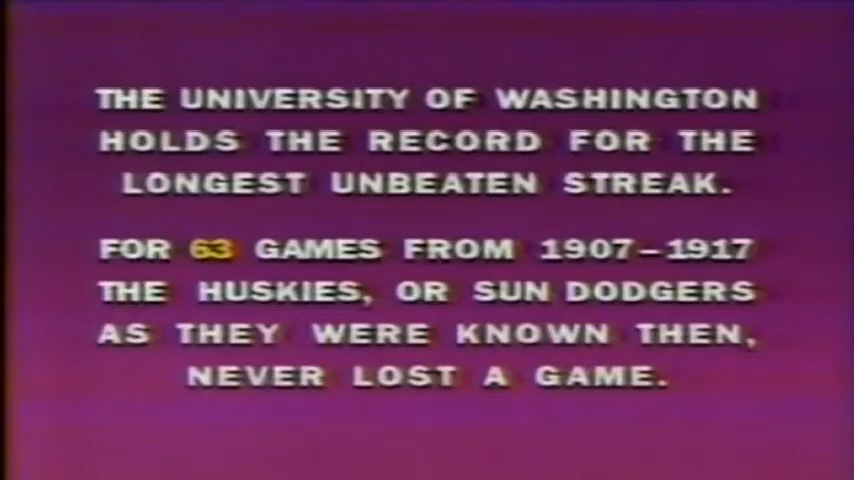 THE UNIVERSITY OF WASHINGTON
HOLDS THE RECORD FOR THE
LONGEST UNBEATEN STREAK.
FOR 63 GAMES FROM 1907-1917
THE HUSKIES, OR SUN DODGERS
AS THEY WERE KNOWN THEN,
NEVER LOST A GAME.